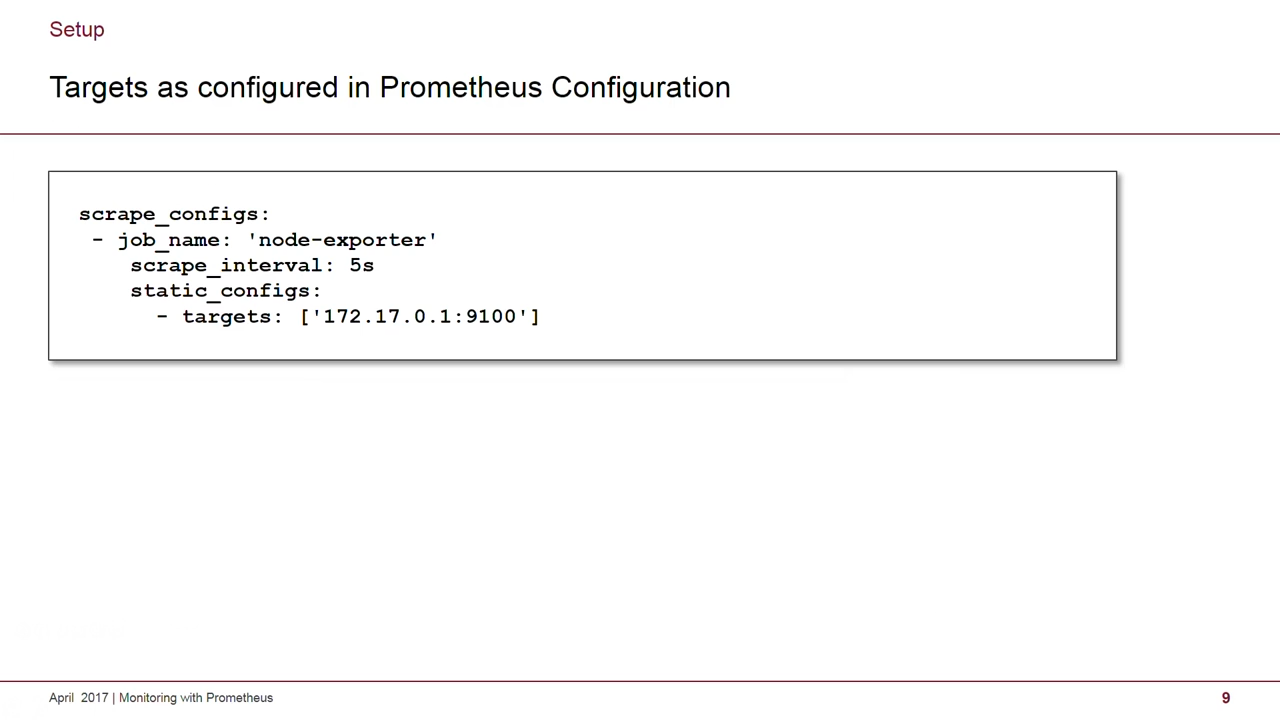 Setup
Targets as configured in Prometheus Configuration
scrape_configs:
 - job_name: 'node-exporter'
    scrape_interval: 5s
    static_configs:
      - targets: ['172.17.0.1:9100']
April 2017 | Monitoring with Prometheus
9